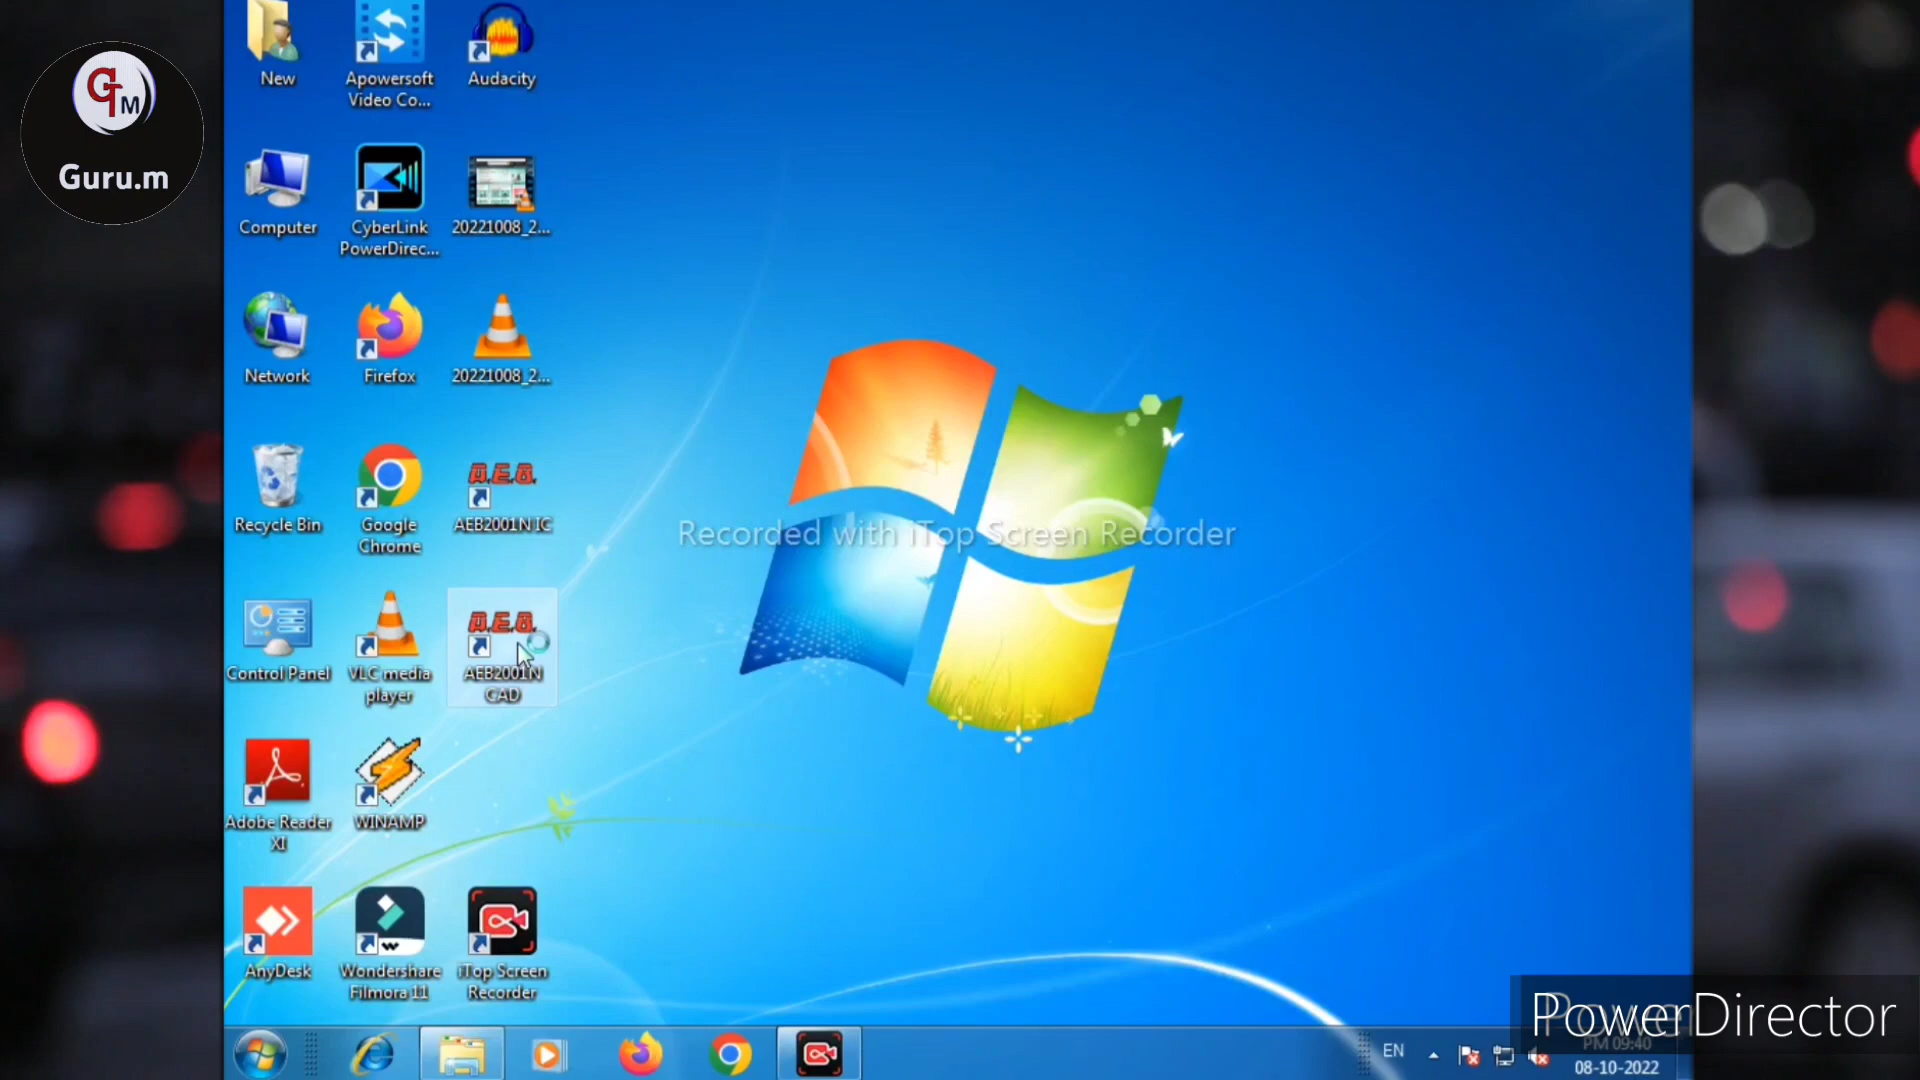 GTM
Guru.m
New
Apowersoft
Video Co...
Audacity
Computer
CyberLink
PowerDirec...
20221008_2...
Network
Firefox
20221008_2...
Recycle Bin
Google
Chrome
A.E.B.
AEB2001N IC
Recorded with iTop Screen Recorder
Control Panel
VLC media
player
A.E.B.
AEB2001N
CAD
Adobe Reader
XI
WINAMP
AnyDesk
Wondershare
Filmora 11
iTop Screen
Recorder
PowerDirector
EN
PM 09:40
08-10-2022